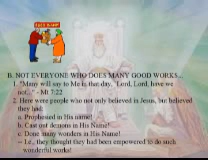 B. NOT EVERYONE WHO DOES MANY GOOD WORKS...
1. "Many will say to Me in that day, 'Lord, Lord, have we
not...'" - Mt 7:22
2. Here were people who not only believed in Jesus, but believed
they had:
a. Prophesied in His name!
b. Cast out demons in His Name!
c. Done many wonders in His Name!
-- I.e., they thought they had been empowered to do such
wonderful works!